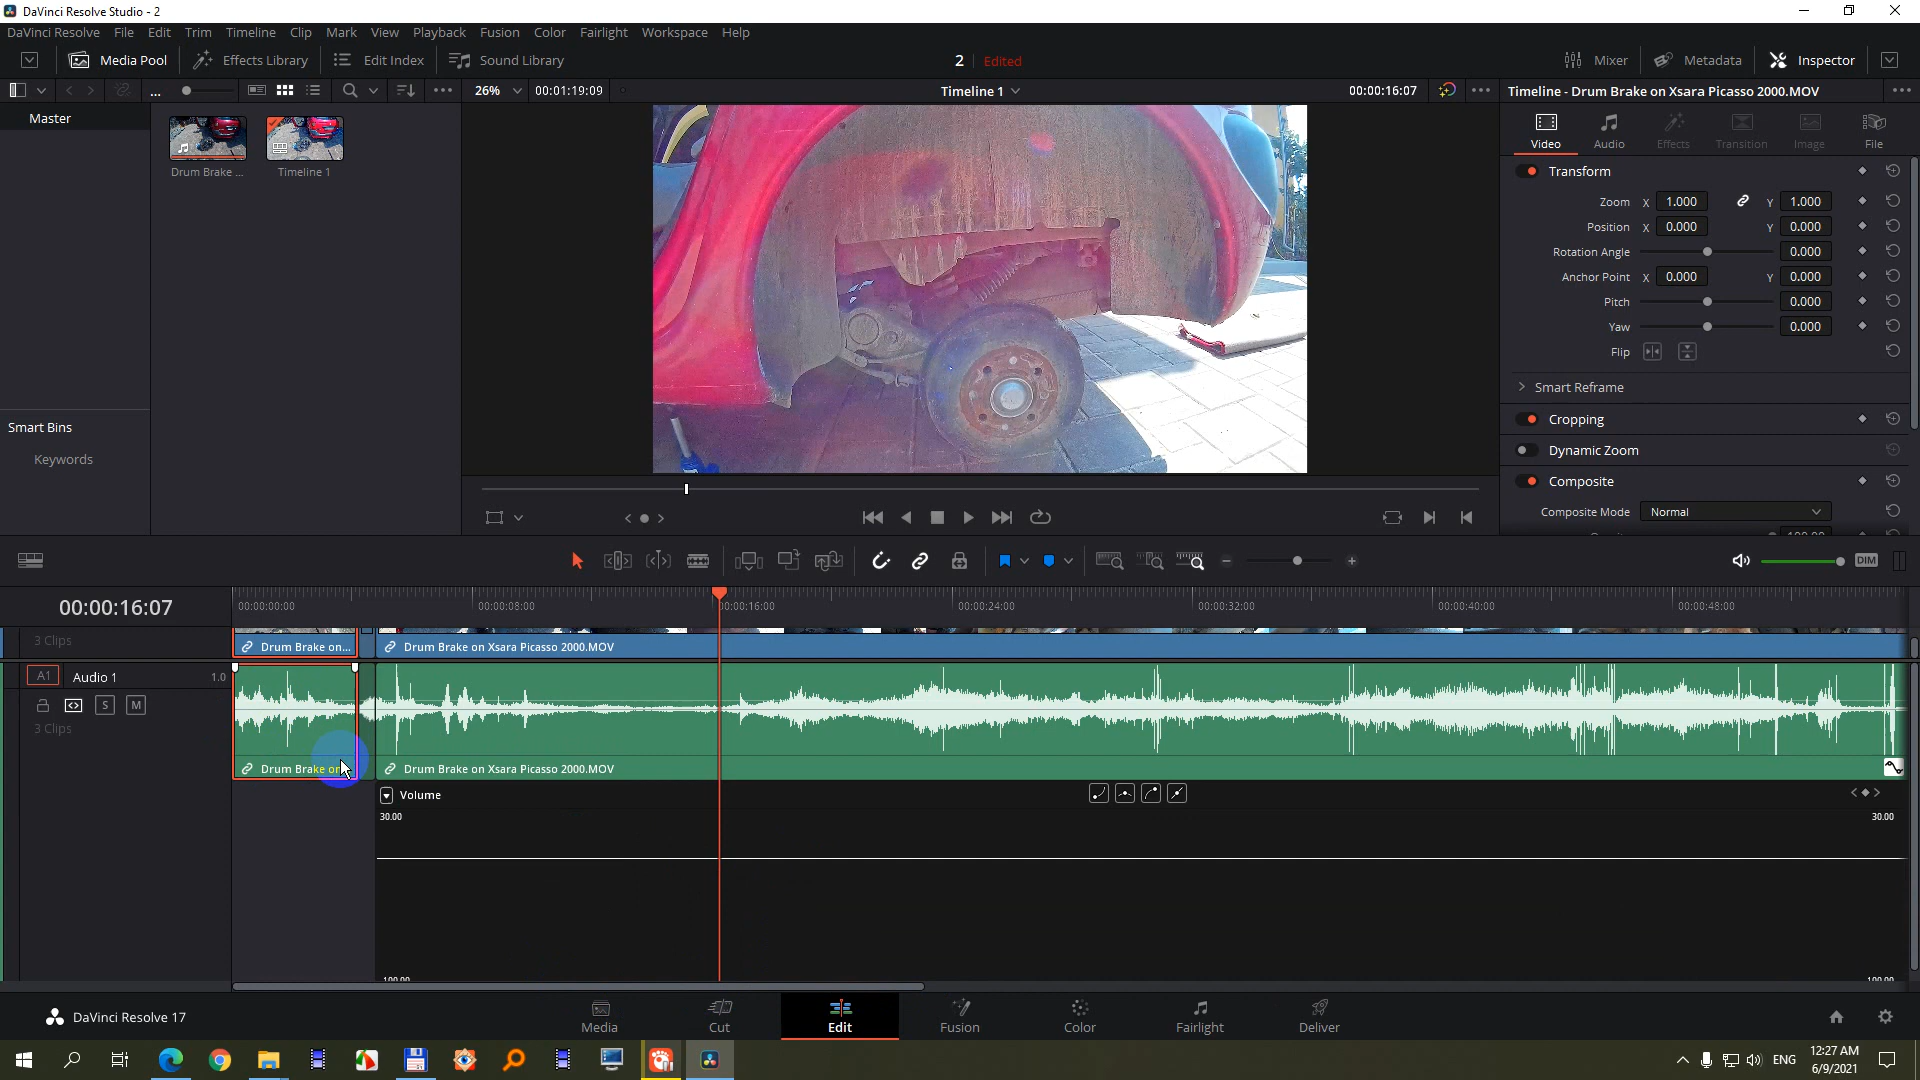 DaVinci Resolve Studio - 2
DaVinci Resolve File Edit Trim Timeline Clip Mark View Playback Fusion Color Fairlight Workspace Help
Media Pool Effects Library Edit Index Sound Library 2 Edited Mixer Metadata Inspector
... 26% 00:01:19:09 Timeline 1 00:00:16:07 Timeline - Drum Brake on Xsara Picasso 2000.MOV
Master
Drum Brake ... Timeline 1
Video Audio Effects Transition Image File
Transform
Zoom X 1.000 Y 1.000
Position X 0.000 Y 0.000
Rotation Angle 0.000
Anchor Point X 0.000 Y 0.000
Pitch 0.000
Yaw 0.000
Flip
Smart Reframe
Cropping
Dynamic Zoom
Composite
Composite Mode Normal
Smart Bins
Keywords
DIM
00:00:16:07
00:00:00:00 00:00:08:00 00:00:16:00 00:00:24:00 00:00:32:00 00:00:40:00 00:00:48:00
3 Clips
Drum Brake on... Drum Brake on Xsara Picasso 2000.MOV
A1 Audio 1 1.0
S M
3 Clips
Drum Brake on Drum Brake on Xsara Picasso 2000.MOV
Volume
30.00 30.00
100.00 100.00
DaVinci Resolve 17
Media Cut Edit Fusion Color Fairlight Deliver
ENG
12:27 AM
6/9/2021